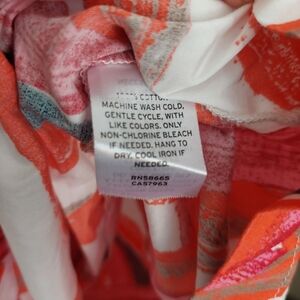 100% COTTON
MACHINE WASH COLD,
GENTLE CYCLE, WITH
LIKE COLORS. ONLY
NON-CHLORINE BLEACH
IF NEEDED. HANG TO
DRY, COOL IRON IF
NEEDED.
RN58665
CA57963